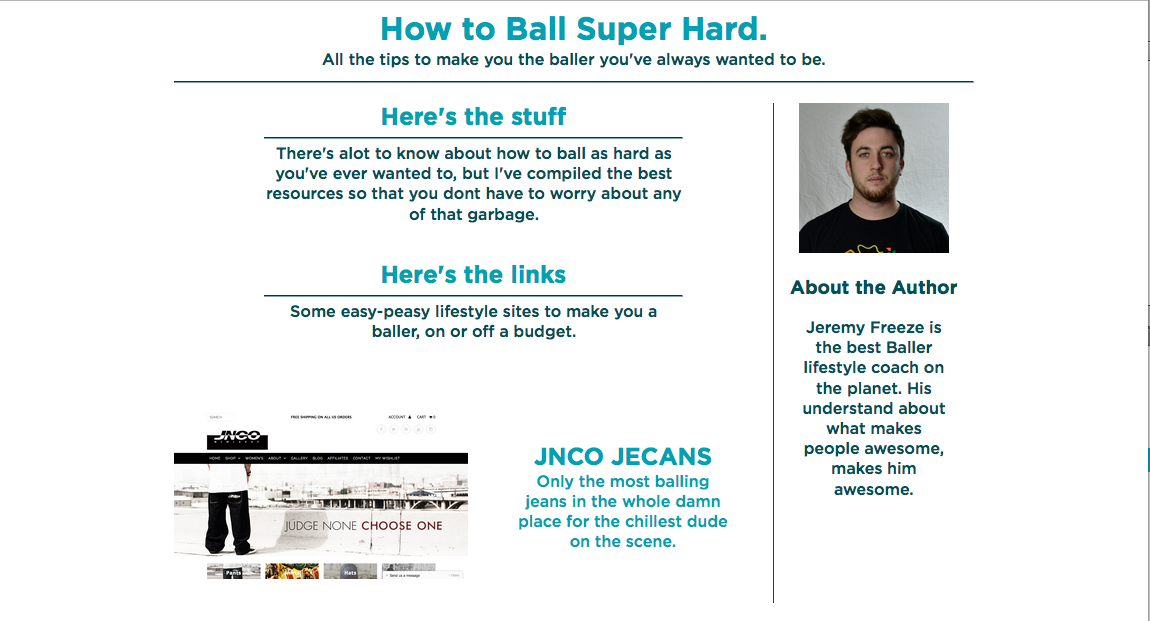 How to Ball Super Hard.
All the tips to make you the baller you've always wanted to be.
Here's the stuff
There's alot to know about how to ball as hard as
you've ever wanted to, but I've compiled the best
resources so that you dont have to worry about any
of that garbage.
Here's the links
Some easy-peasy lifestyle sites to make you a
baller, on or off a budget.
SEARCH
FREE SHIPPING ON ALL US ORDERS
ACCOUNT
CART
0
JNCO
HOME SHOP WOMEN'S ABOUT GALLERY BLOG AFFILIATES CONTACT MY WISHLIST
JUDGE NONE CHOOSE ONE
Pants
Hats
Send us a message
JNCO JECANS
Only the most balling
jeans in the whole damn
place for the chillest dude
on the scene.
About the Author
Jeremy Freeze is
the best Baller
lifestyle coach on
the planet. His
understand about
what makes
people awesome,
makes him
awesome.